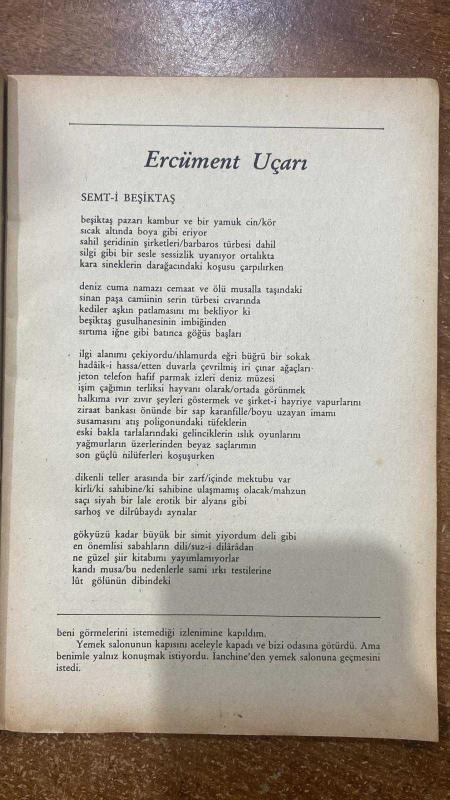 Ercüment Uçarı
SEMT-İ BEŞİKTAŞ
beşiktaş pazarı kambur ve bir yamuk cin/kör
sıcak altında boya gibi eriyor
sahil şeridinin şirketleri/barbaros türbesi dahil
silgi gibi bir sesle sessizlik uyanıyor ortalıkta
kara sineklerin darağacındaki koşusu çarpılırken
deniz cuma namazı cemaat ve ölü musalla taşındaki
sinan paşa camiinin serin türbesi cıvarında
kediler aşkın patlamasını mı bekliyor ki
beşiktaş gusulhanesinin imbiğinden
sırtıma iğne gibi batınca göğüs başları
ilgi alanımı çekiyordu/ıhlamurda eğri büğrü bir sokak
hadâik-i hassa/etten duvarla çevrilmiş iri çınar ağaçları
jeton telefon hafif parmak izleri deniz müzesi
işim çağımın terliksi hayvanı olarak/ortada görünmek
halkıma ıvır zıvır şeyleri göstermek ve şirket-i hayriye vapurlarını
ziraat bankası önünde bir sap karanfille/boyu uzayan imamı
susamasını atış poligonundaki tüfeklerin
eski bakla tarlalarındaki gelinciklerin ıslık oyunlarını
yağmurların üzerlerinden beyaz saçlarımın
son güçlü nilüferleri koşuşurken
dikenli teller arasında bir zarf/içinde mektubu var
kirli/ki sahibine/ki sahibine ulaşmamış olacak/mahzun
saçı siyah bir lale erotik bir alyans gibi
sarhoş ve dilrûbaydı aynalar
gökyüzü kadar büyük bir simit yiyordum deli gibi
en önemlisi sabahların dili/suz-i dilârâdan
ne güzel şiir kitabımı yayımlamıyorlar
kandı musa/bu nedenlerle sami ırkı testilerine
lût gölünün dibindeki
beni görmelerini istemediği izlenimine kapıldım.
Yemek salonunun kapısını aceleyle kapadı ve bizi odasına götürdü. Ama
benimle yalnız konuşmak istiyordu. İanchine'den yemek salonuna geçmesini
istedi.